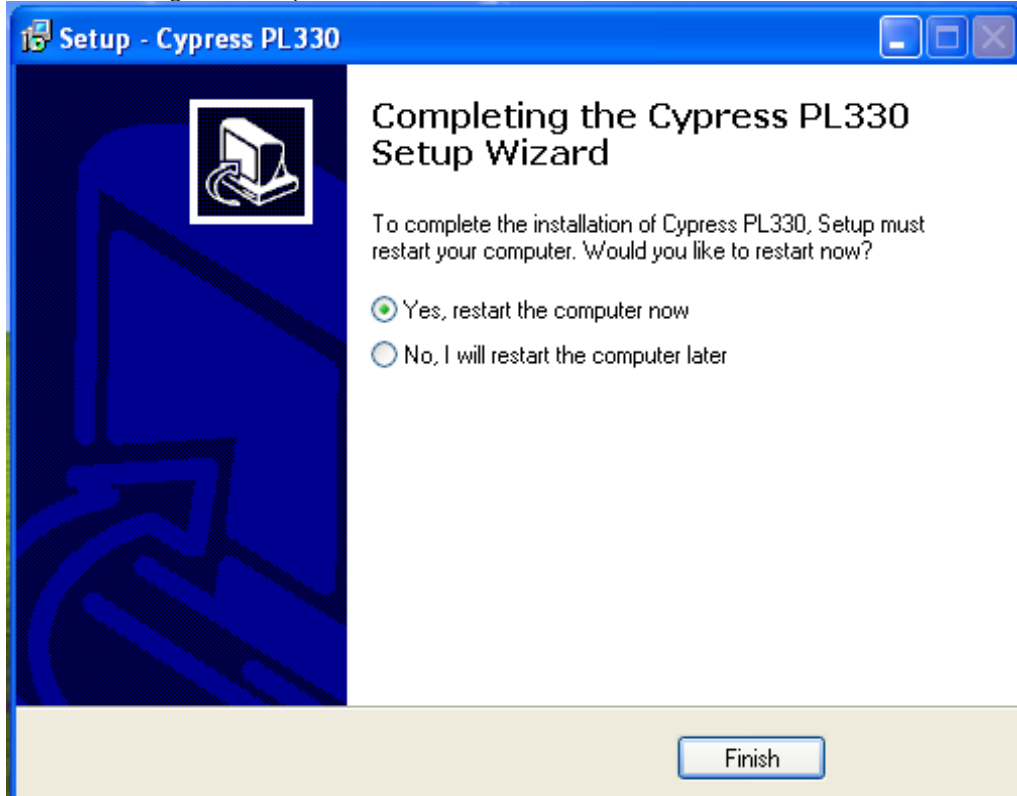 Setup - Cypress PL330
Completing the Cypress PL330
Setup Wizard
To complete the installation of Cypress PL330, Setup must
restart your computer. Would you like to restart now?
Yes, restart the computer now
No, I will restart the computer later
Finish